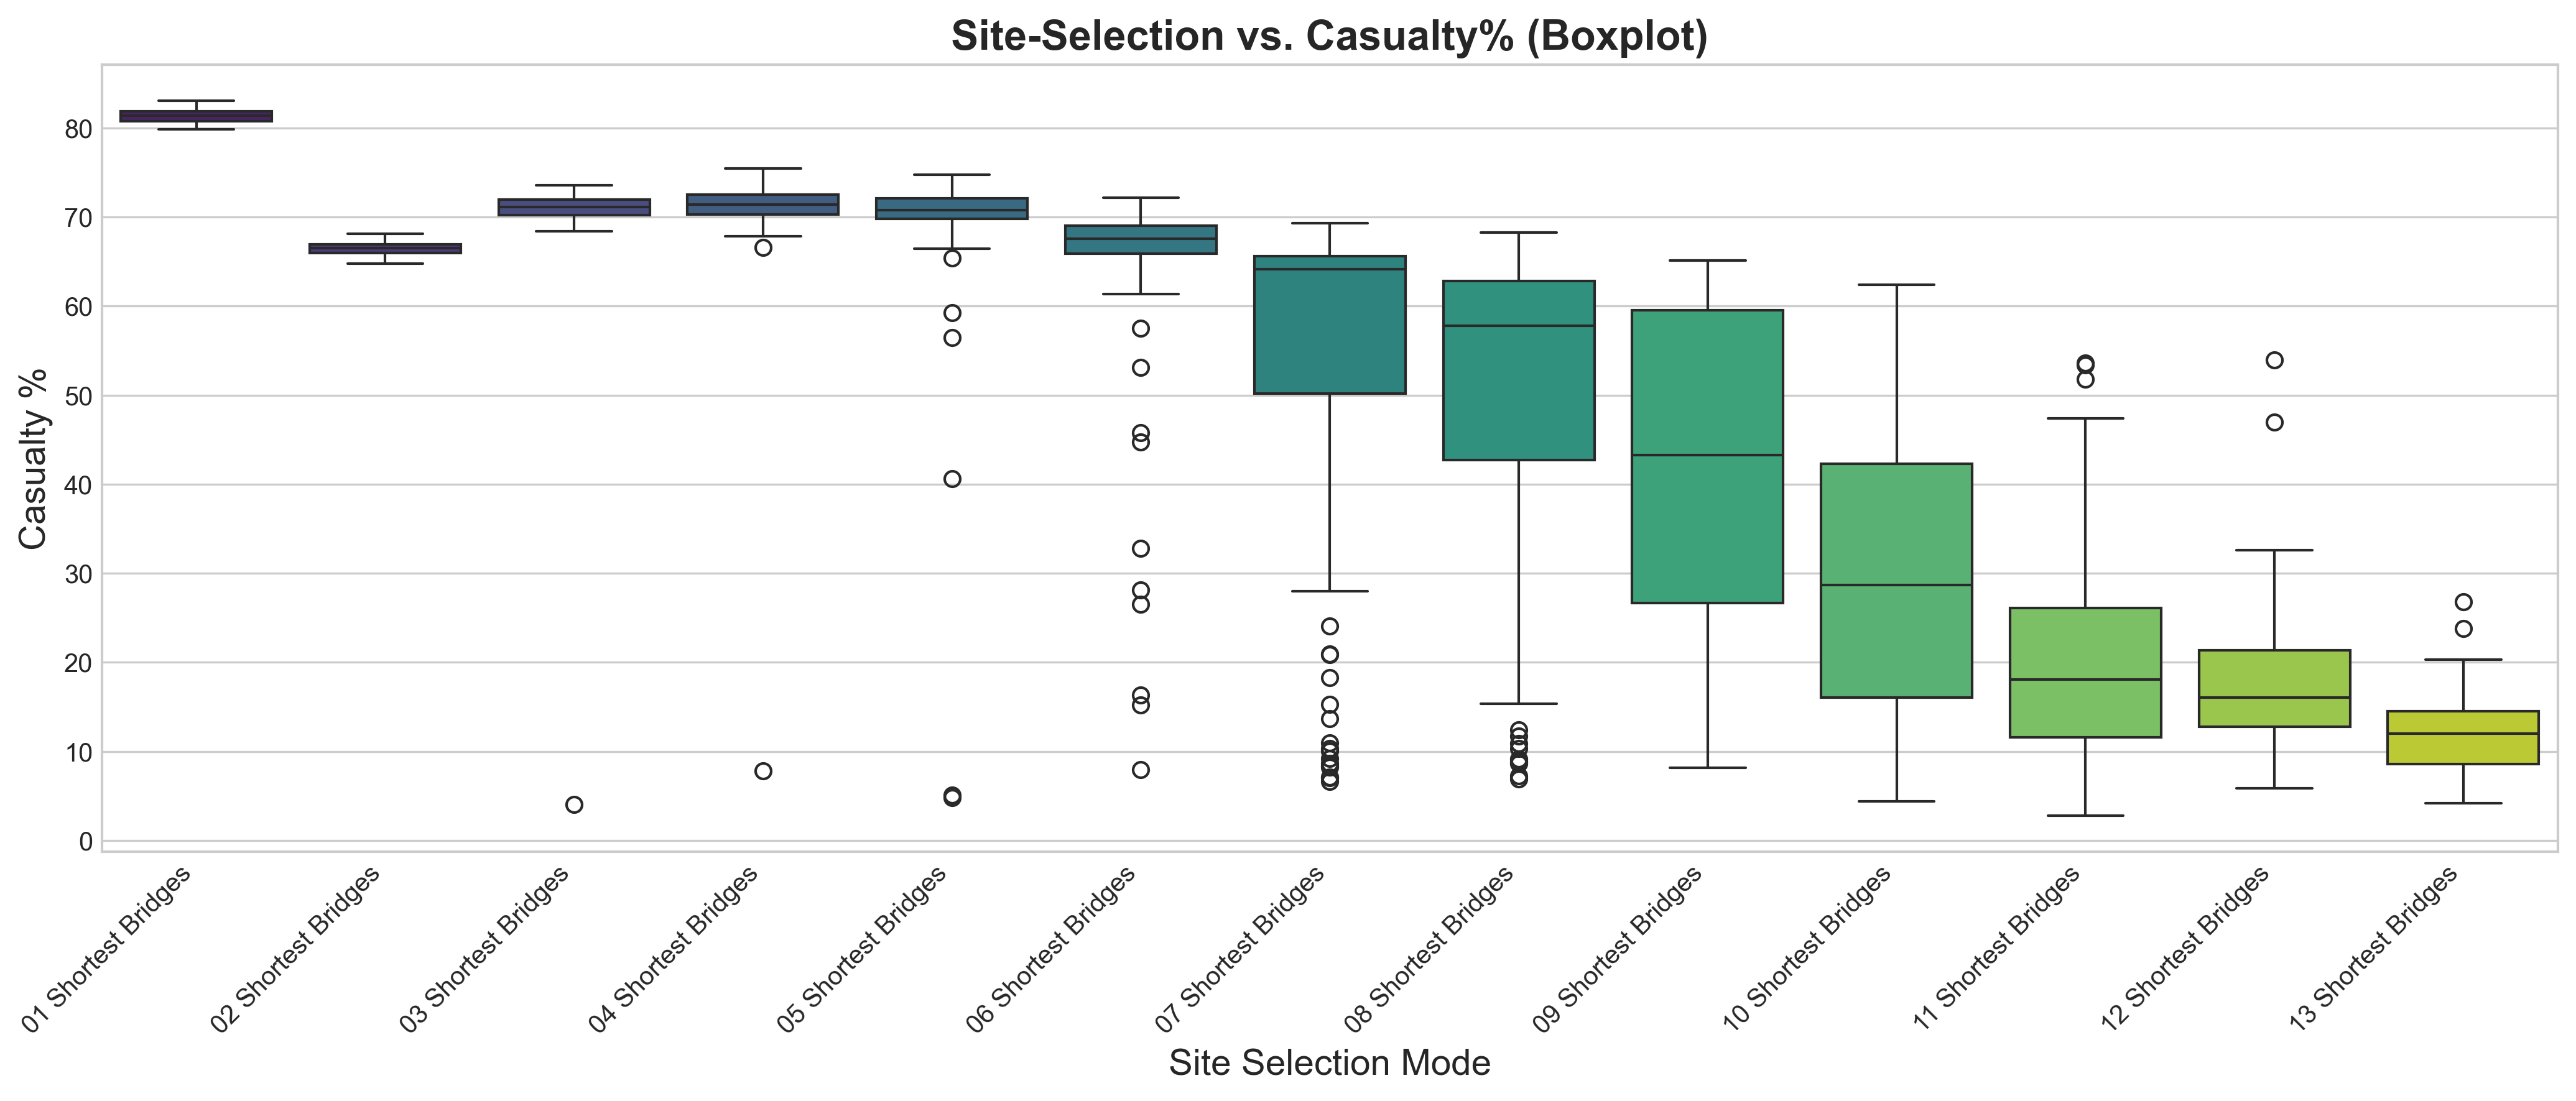 Site-Selection vs. Casualty% (Boxplot)
Casualty %
80
70
60
50
40
30
20
10
0
01 Shortest Bridges
02 Shortest Bridges
03 Shortest Bridges
04 Shortest Bridges
05 Shortest Bridges
06 Shortest Bridges
07 Shortest Bridges
08 Shortest Bridges
09 Shortest Bridges
10 Shortest Bridges
11 Shortest Bridges
12 Shortest Bridges
13 Shortest Bridges
Site Selection Mode